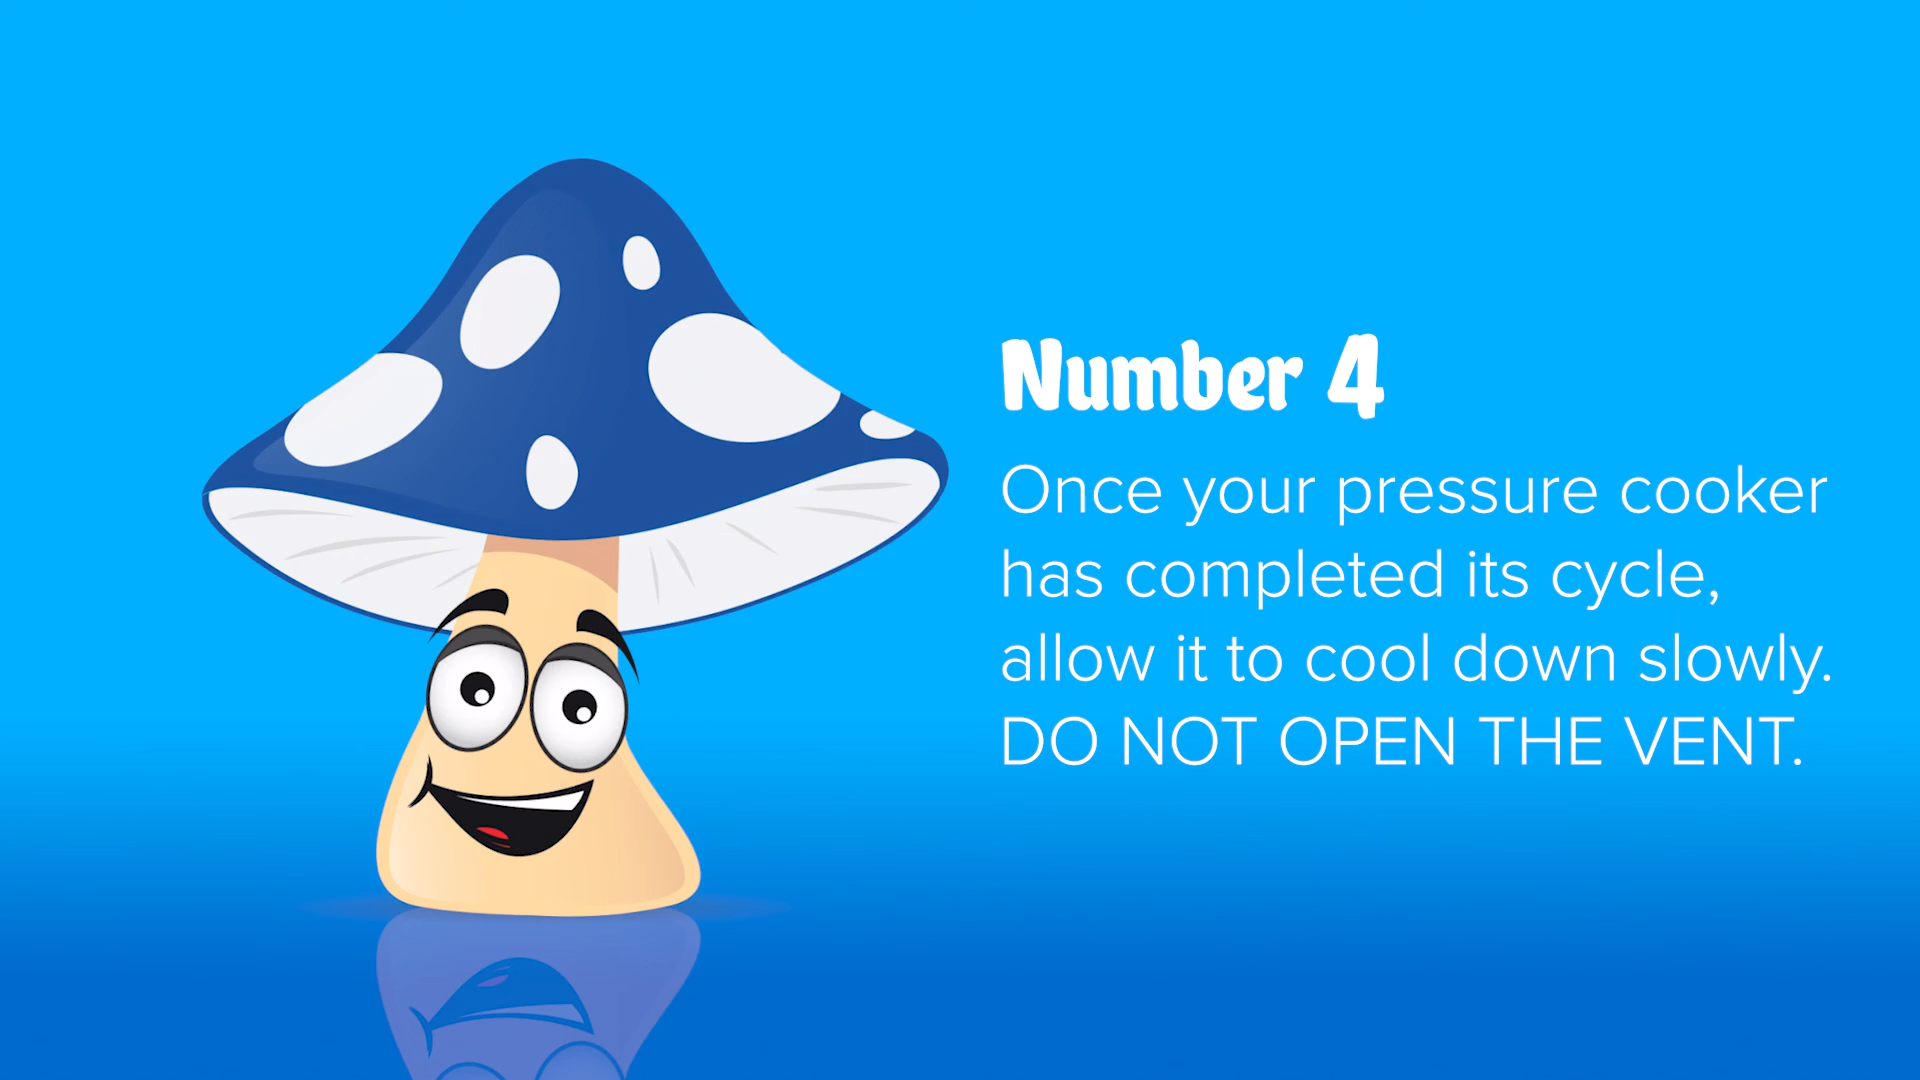 Number 4
Once your pressure cooker
has completed its cycle,
allow it to cool down slowly.
DO NOT OPEN THE VENT.